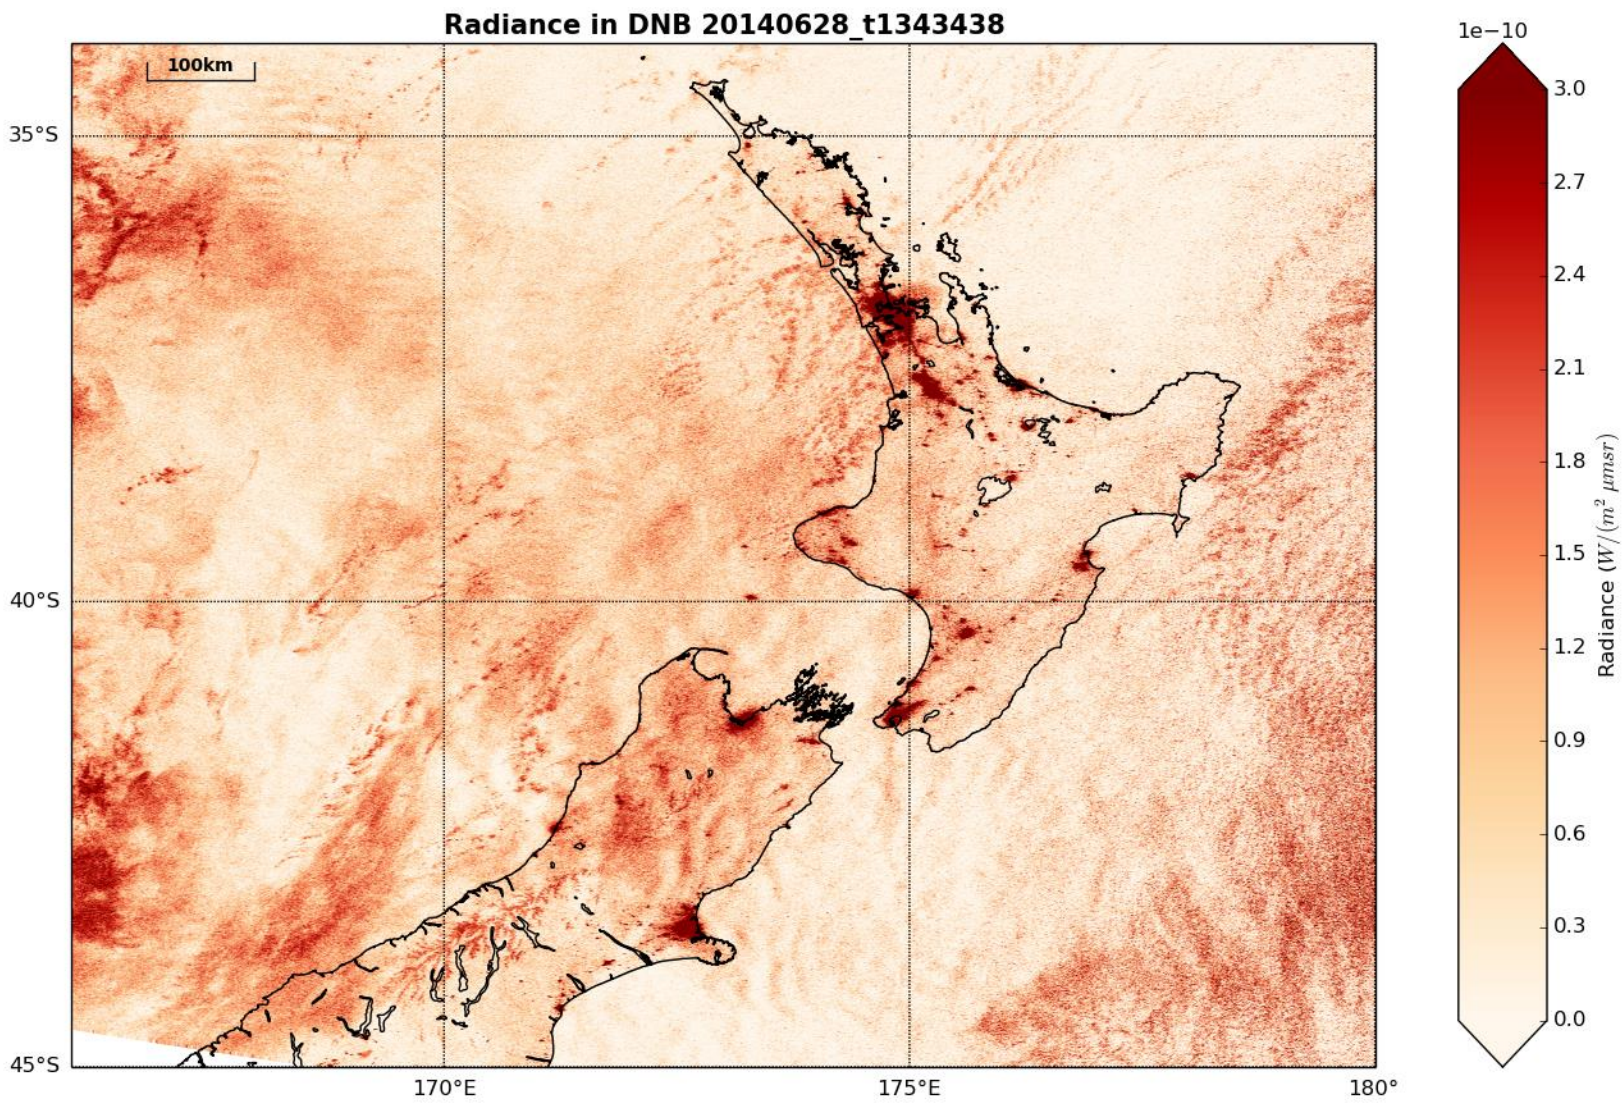 Radiance in DNB 20140628_t1343438
1e−10
100km
35°S
40°S
45°S
170°E
175°E
180°
3.0
2.7
2.4
2.1
1.8
1.5
1.2
0.9
0.6
0.3
0.0
Radiance (W/(m² μmsr)